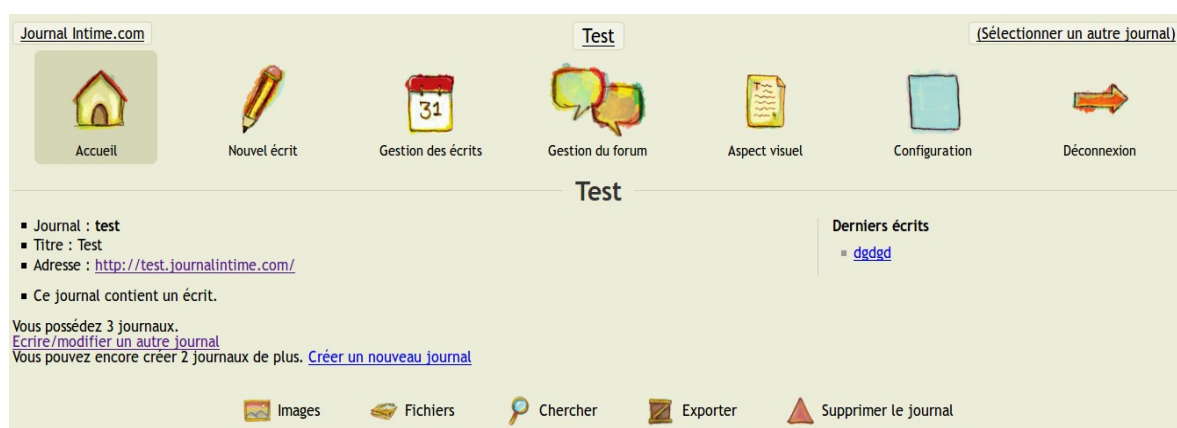 Journal Intime.com
Test
(Sélectionner un autre journal)
31
Accueil
Nouvel écrit
Gestion des écrits
Gestion du forum
Aspect visuel
Configuration
Déconnexion
Test
Journal : test
Titre : Test
Adresse : http://test.journalintime.com/
Ce journal contient un écrit.
Derniers écrits
dgdgd
Vous possédez 3 journaux.
Ecrire/modifier un autre journal
Vous pouvez encore créer 2 journaux de plus. Créer un nouveau journal
Images
Fichiers
Chercher
Exporter
Supprimer le journal